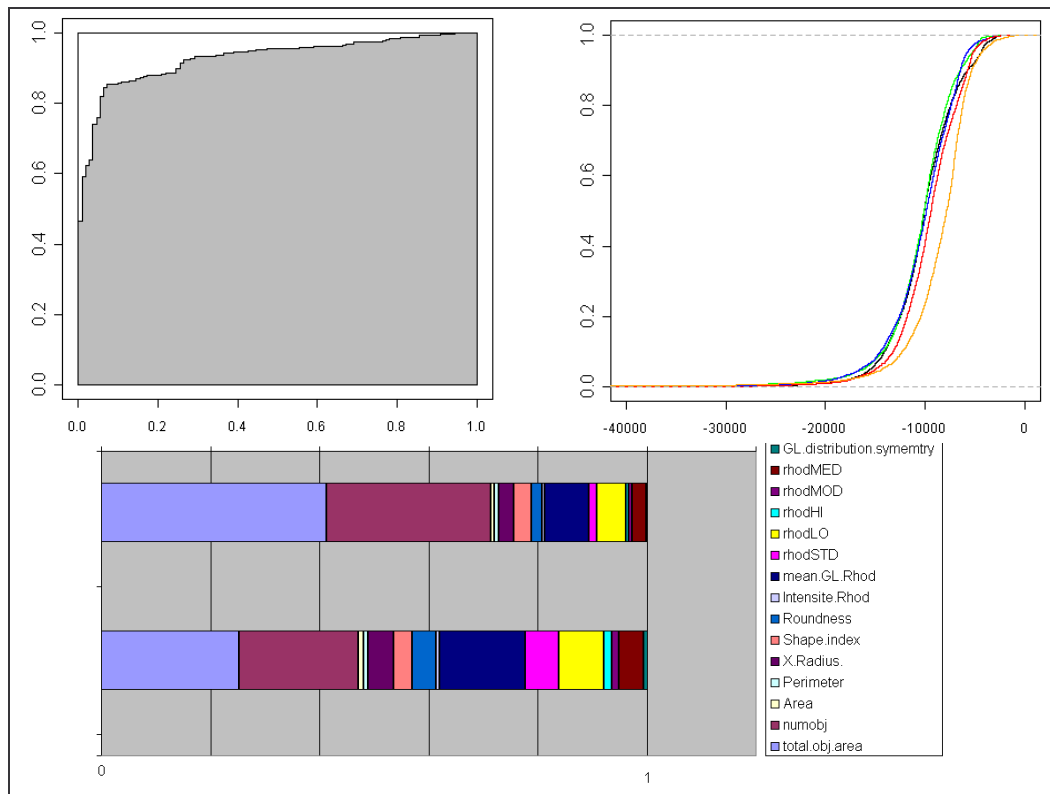 1.0
0.8
0.6
0.4
0.2
0.0
0.0 0.2 0.4 0.6 0.8 1.0
1.0
0.8
0.6
0.4
0.2
0.0
-40000 -30000 -20000 -10000 0
GL.distribution.symemtry
rhodMED
rhodMOD
rhodHI
rhodLO
rhodSTD
mean.GL.Rhod
Intensite.Rhod
Roundness
Shape.index
X.Radius.
Perimeter
Area
numobj
total.obj.area
0 1